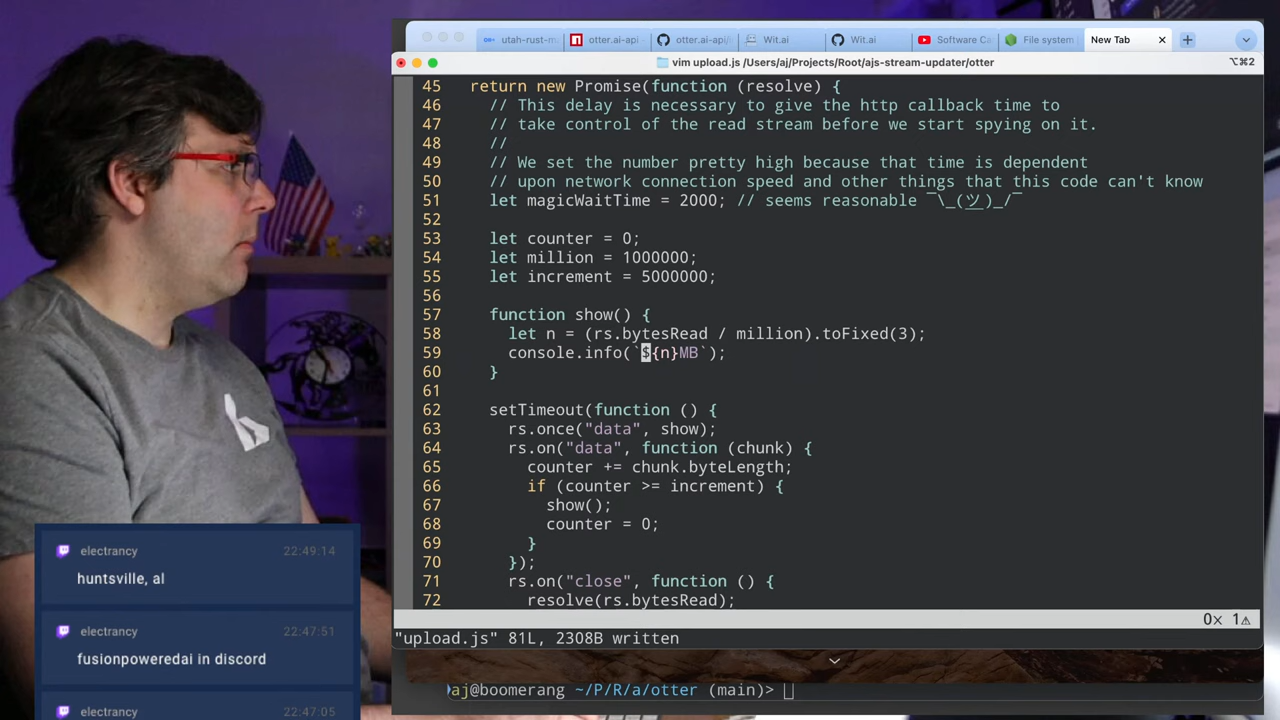 utah-rust-m
otter.ai-api
otter.ai-api/
Wit.ai
Wit.ai
Software Ca
File system
New Tab
vim upload.js /Users/aj/Projects/Root/ajs-stream-updater/otter
⌥⌘2
45 return new Promise(function (resolve) {
46 // This delay is necessary to give the http callback time to
47 // take control of the read stream before we start spying on it.
48 //
49 // We set the number pretty high because that time is dependent
50 // upon network connection speed and other things that this code can't know
51 let magicWaitTime = 2000; // seems reasonable ¯\_(ツ)_/¯
52
53 let counter = 0;
54 let million = 1000000;
55 let increment = 5000000;
56
57 function show() {
58 let n = (rs.bytesRead / million).toFixed(3);
59 console.info(`${n}MB`);
60 }
61
62 setTimeout(function () {
63 rs.once("data", show);
64 rs.on("data", function (chunk) {
65 counter += chunk.byteLength;
66 if (counter >= increment) {
67 show();
68 counter = 0;
69 }
70 });
71 rs.on("close", function () {
72 resolve(rs.bytesRead);
0× 1⚠
"upload.js" 81L, 2308B written
aj@boomerang ~/P/R/a/otter (main)>
electrancy 22:49:14
huntsville, al
electrancy 22:47:51
fusionpoweredai in discord
electrancy 22:47:05